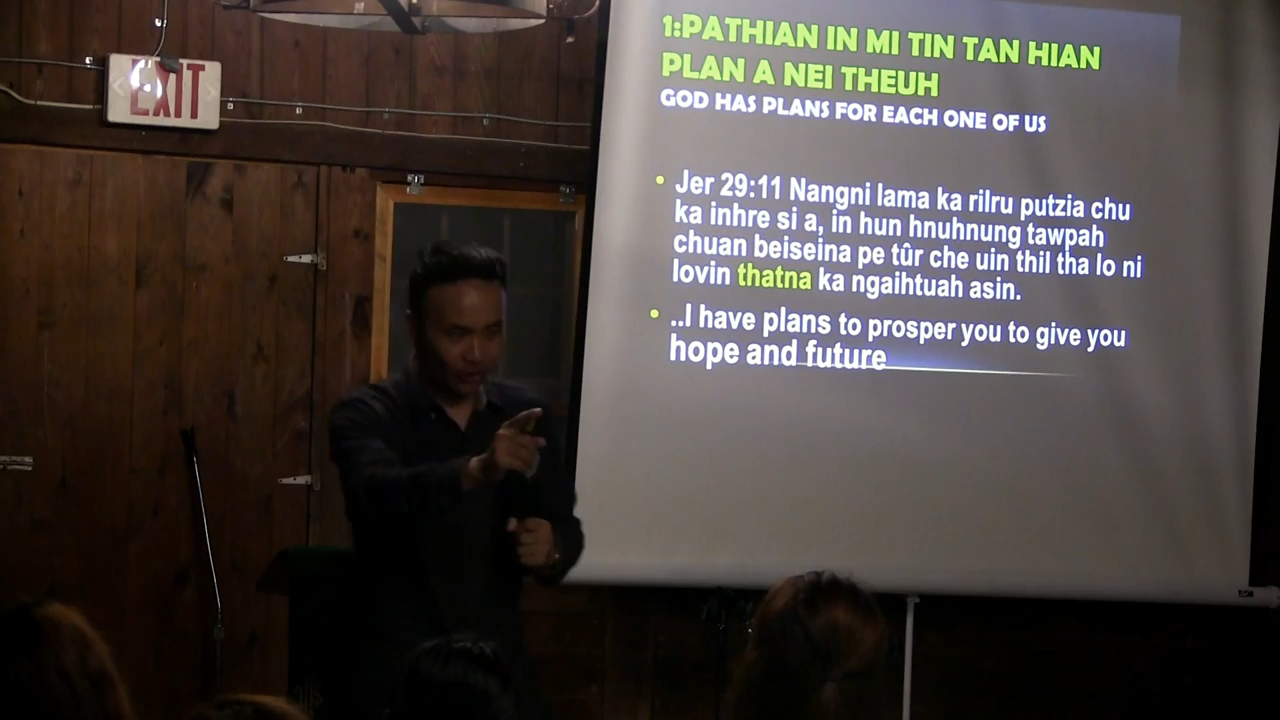 EXIT
1:PATHIAN IN MI TIN TAN HIAN
PLAN A NEI THEUH
GOD HAS PLANS FOR EACH ONE OF US
• Jer 29:11 Nangni lama ka rilru putzia chu
ka inhre si a, in hun hnuhnung tawpah
chuan beiseina pe tûr che uin thil tha lo ni
lovin thatna ka ngaihtuah asin.
• ..I have plans to prosper you to give you
hope and future